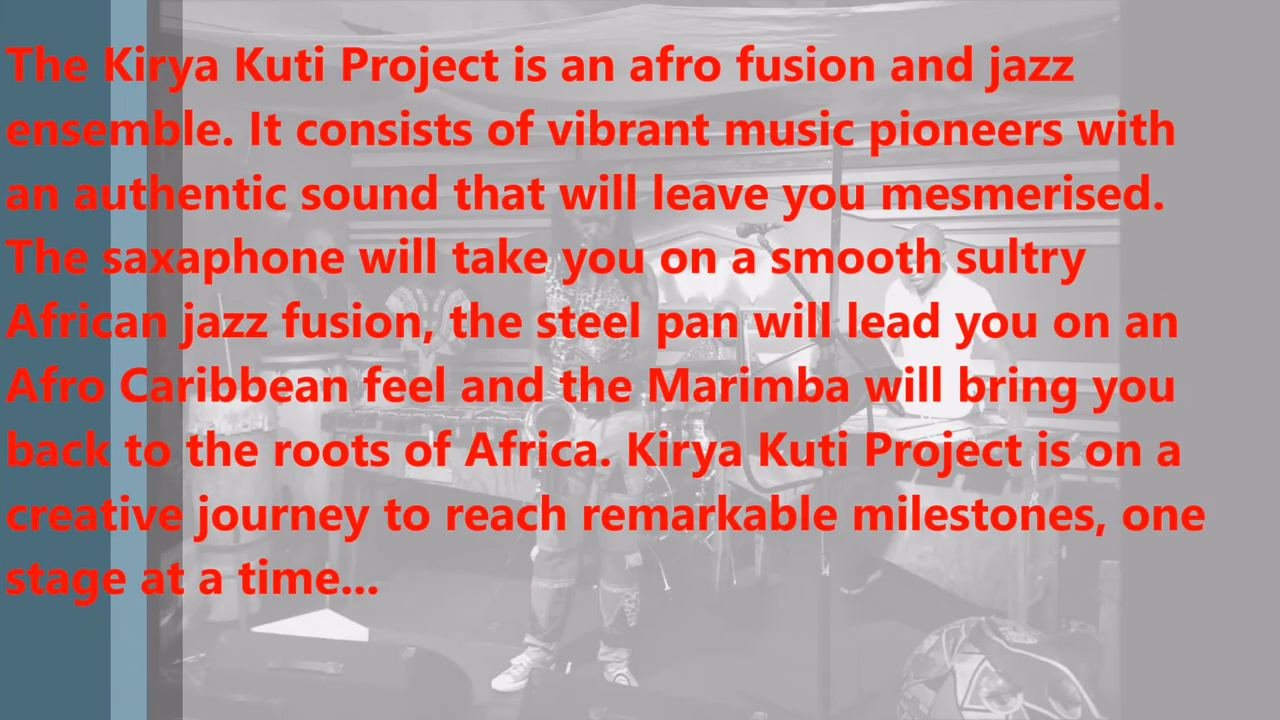 The Kirya Kuti Project is an afro fusion and jazz
ensemble. It consists of vibrant music pioneers with
an authentic sound that will leave you mesmerised.
The saxaphone will take you on a smooth sultry
African jazz fusion, the steel pan will lead you on an
Afro Caribbean feel and the Marimba will bring you
back to the roots of Africa. Kirya Kuti Project is on a
creative journey to reach remarkable milestones, one
stage at a time...